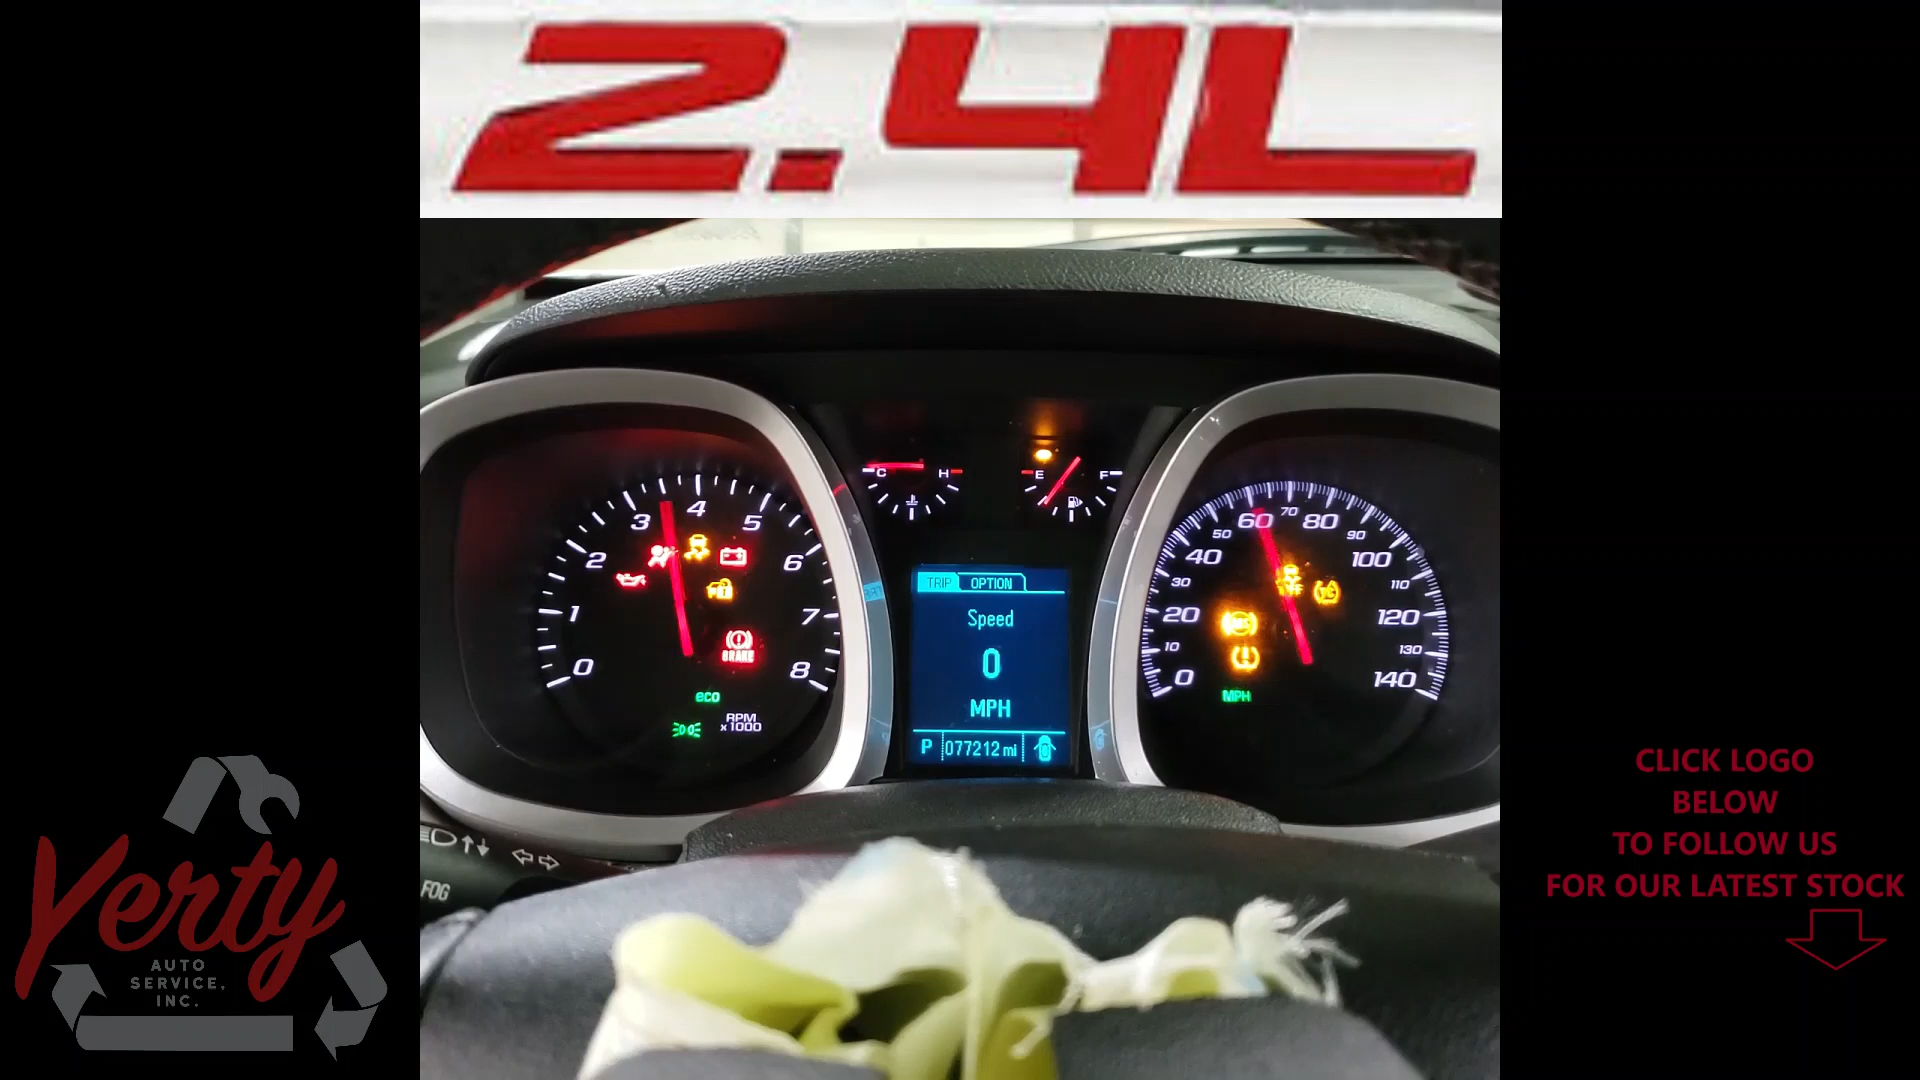 2.4L
C H
E F
0 1 2 3 4 5 6 7 8
BRAKE
eco
RPM
x1000
TRIP OPTION
Speed
0
MPH
P 077212 mi
0 10 20 30 40 50 60 70 80 90 100 110 120 130 140
MPH
FOG
Yerty
AUTO
SERVICE,
INC.
CLICK LOGO
BELOW
TO FOLLOW US
FOR OUR LATEST STOCK